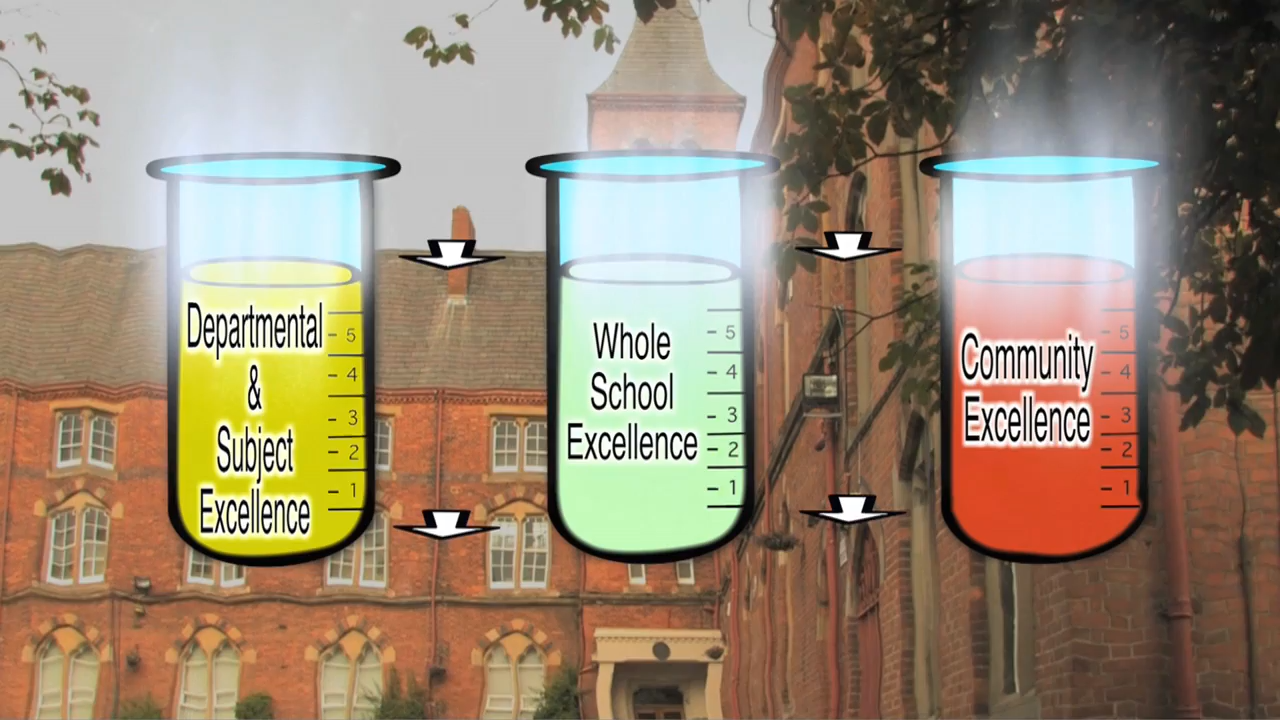 Departmental
&
Subject
Excellence
5
4
3
2
1
Whole
School
Excellence
5
4
3
2
1
Community
Excellence
5
4
3
2
1